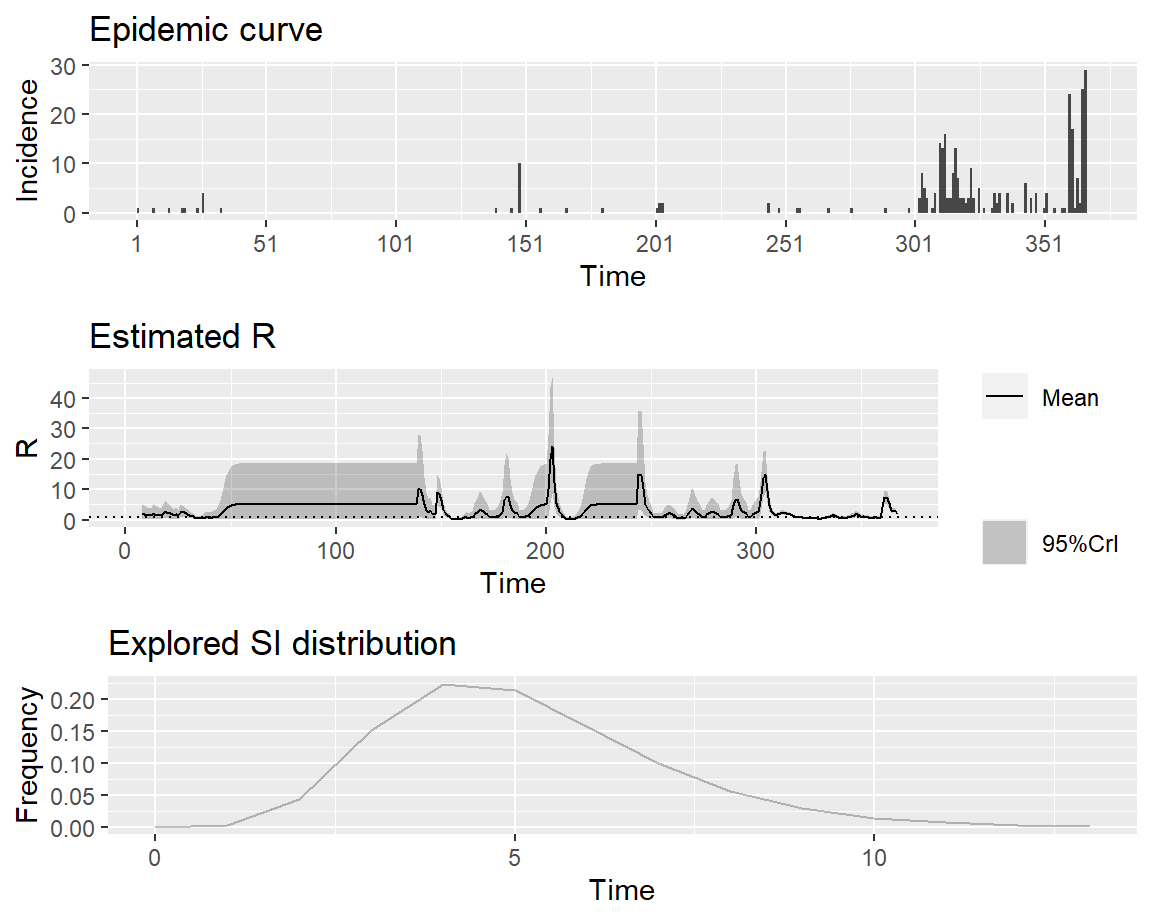 Epidemic curve
30
20
10
0
Incidence
1 51 101 151 201 251 301 351
Time
Estimated R
40
30
20
10
0
R
0 100 200 300
Time
Mean
95%CrI
Explored SI distribution
0.20
0.15
0.10
0.05
0.00
Frequency
0 5 10
Time